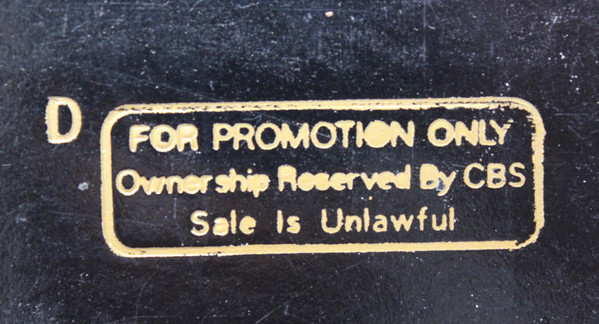 D
FOR PROMOTION ONLY
Ownership Reserved By CBS
Sale Is Unlawful